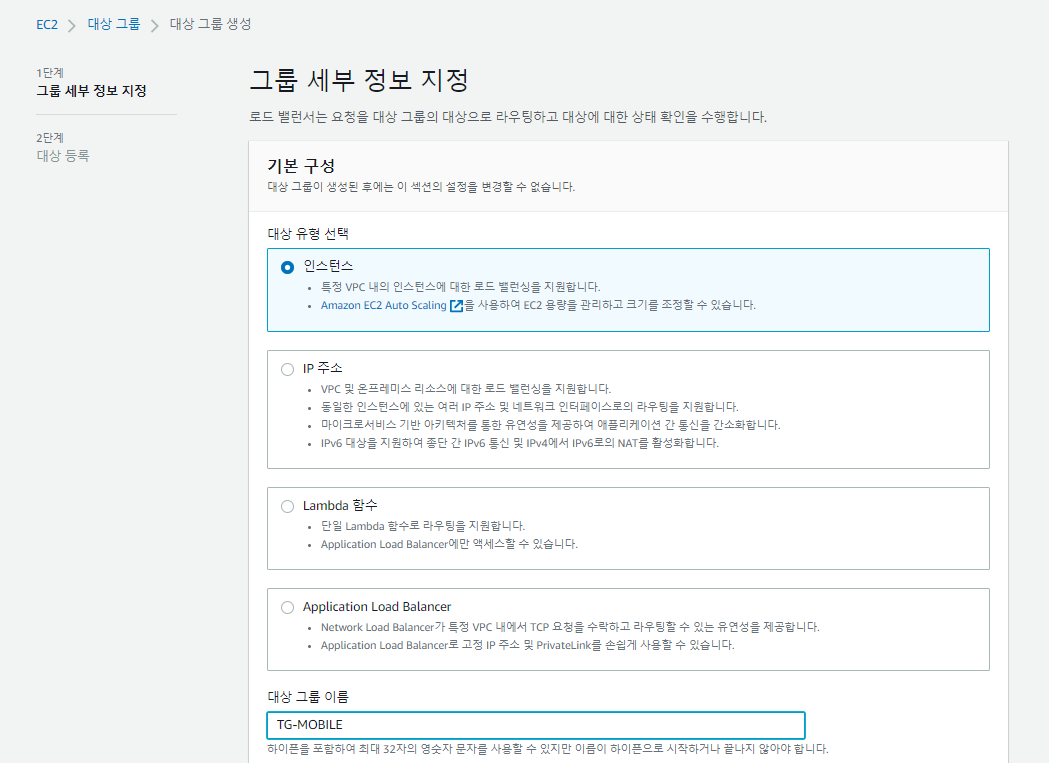 EC2 > 대상 그룹 > 대상 그룹 생성
1단계
그룹 세부 정보 지정
2단계
대상 등록
그룹 세부 정보 지정
로드 밸런서는 요청을 대상 그룹의 대상으로 라우팅하고 대상에 대한 상태 확인을 수행합니다.
기본 구성
대상 그룹이 생성된 후에는 이 섹션의 설정을 변경할 수 없습니다.
대상 유형 선택
인스턴스
• 특정 VPC 내의 인스턴스에 대한 로드 밸런싱을 지원합니다.
• Amazon EC2 Auto Scaling 을 사용하여 EC2 용량을 관리하고 크기를 조정할 수 있습니다.
IP 주소
• VPC 및 온프레미스 리소스에 대한 로드 밸런싱을 지원합니다.
• 동일한 인스턴스에 있는 여러 IP 주소 및 네트워크 인터페이스로의 라우팅을 지원합니다.
• 마이크로서비스 기반 아키텍처를 통한 유연성을 제공하여 애플리케이션 간 통신을 간소화합니다.
• IPv6 대상을 지원하여 종단 간 IPv6 통신 및 IPv4에서 IPv6로의 NAT를 활성화합니다.
Lambda 함수
• 단일 Lambda 함수로 라우팅을 지원합니다.
• Application Load Balancer에만 액세스할 수 있습니다.
Application Load Balancer
• Network Load Balancer가 특정 VPC 내에서 TCP 요청을 수락하고 라우팅할 수 있는 유연성을 제공합니다.
• Application Load Balancer로 고정 IP 주소 및 PrivateLink를 손쉽게 사용할 수 있습니다.
대상 그룹 이름
TG-MOBILE
하이픈을 포함하여 최대 32자의 영숫자 문자를 사용할 수 있지만 이름이 하이픈으로 시작하거나 끝나지 않아야 합니다.